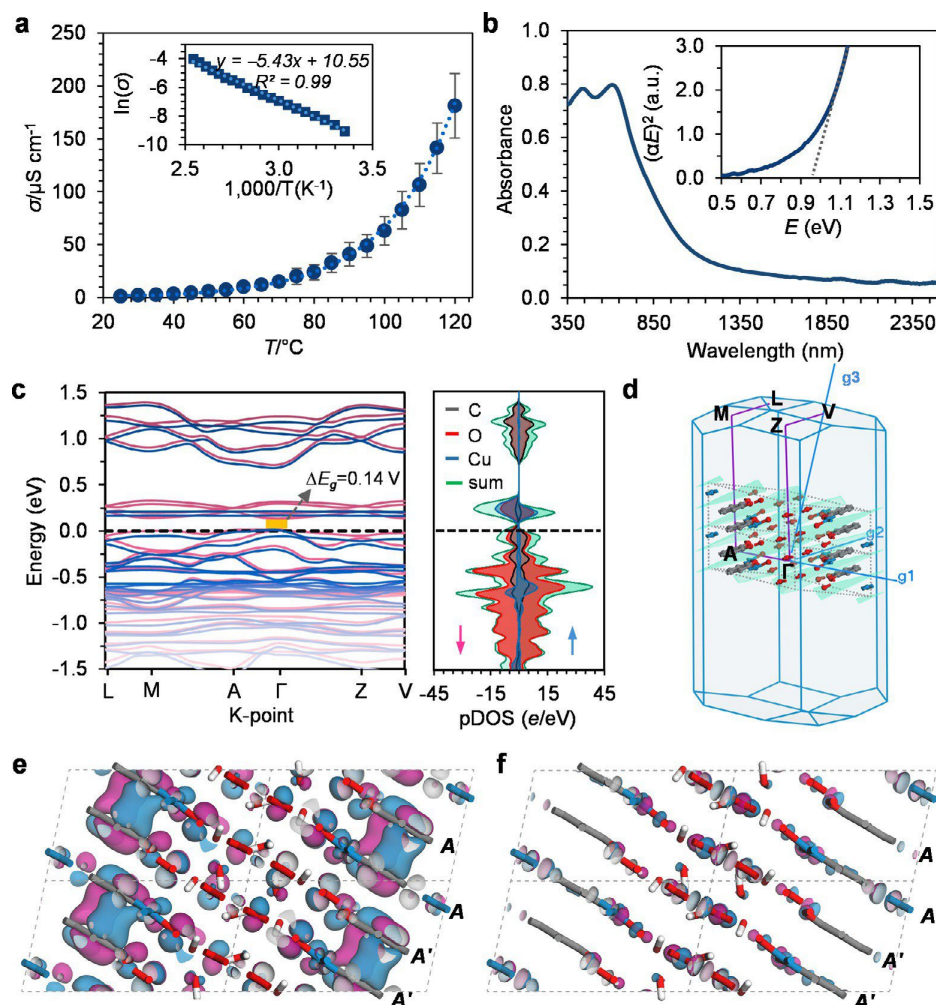 a
σ/μS cm⁻¹
250
200
150
100
50
0
20 40 60 80 100 120
T/°C
ln(σ)
-4
-6
-8
-10
y = –5.43x + 10.55
R² = 0.99
2.5 3.0 3.5
1,000/T(K⁻¹)
b
Absorbance
1.0
0.8
0.6
0.4
0.2
0.0
350 850 1350 1850 2450
Wavelength (nm)
(αE)² (a.u.)
3.0
2.0
1.0
0.0
0.5 0.7 0.9 1.1 1.3 1.5
E (eV)
c
Energy (eV)
1.5
1.0
0.5
0.0
-0.5
-1.0
-1.5
ΔEg=0.14 V
L M A Γ Z V
K-point
C
O
Cu
sum
-45 -15 15 45
pDOS (e/eV)
d
g3
L
M
V
Z
g2
A
Γ
g1
e
A
A
A'
A'
f
A
A
A'
A'